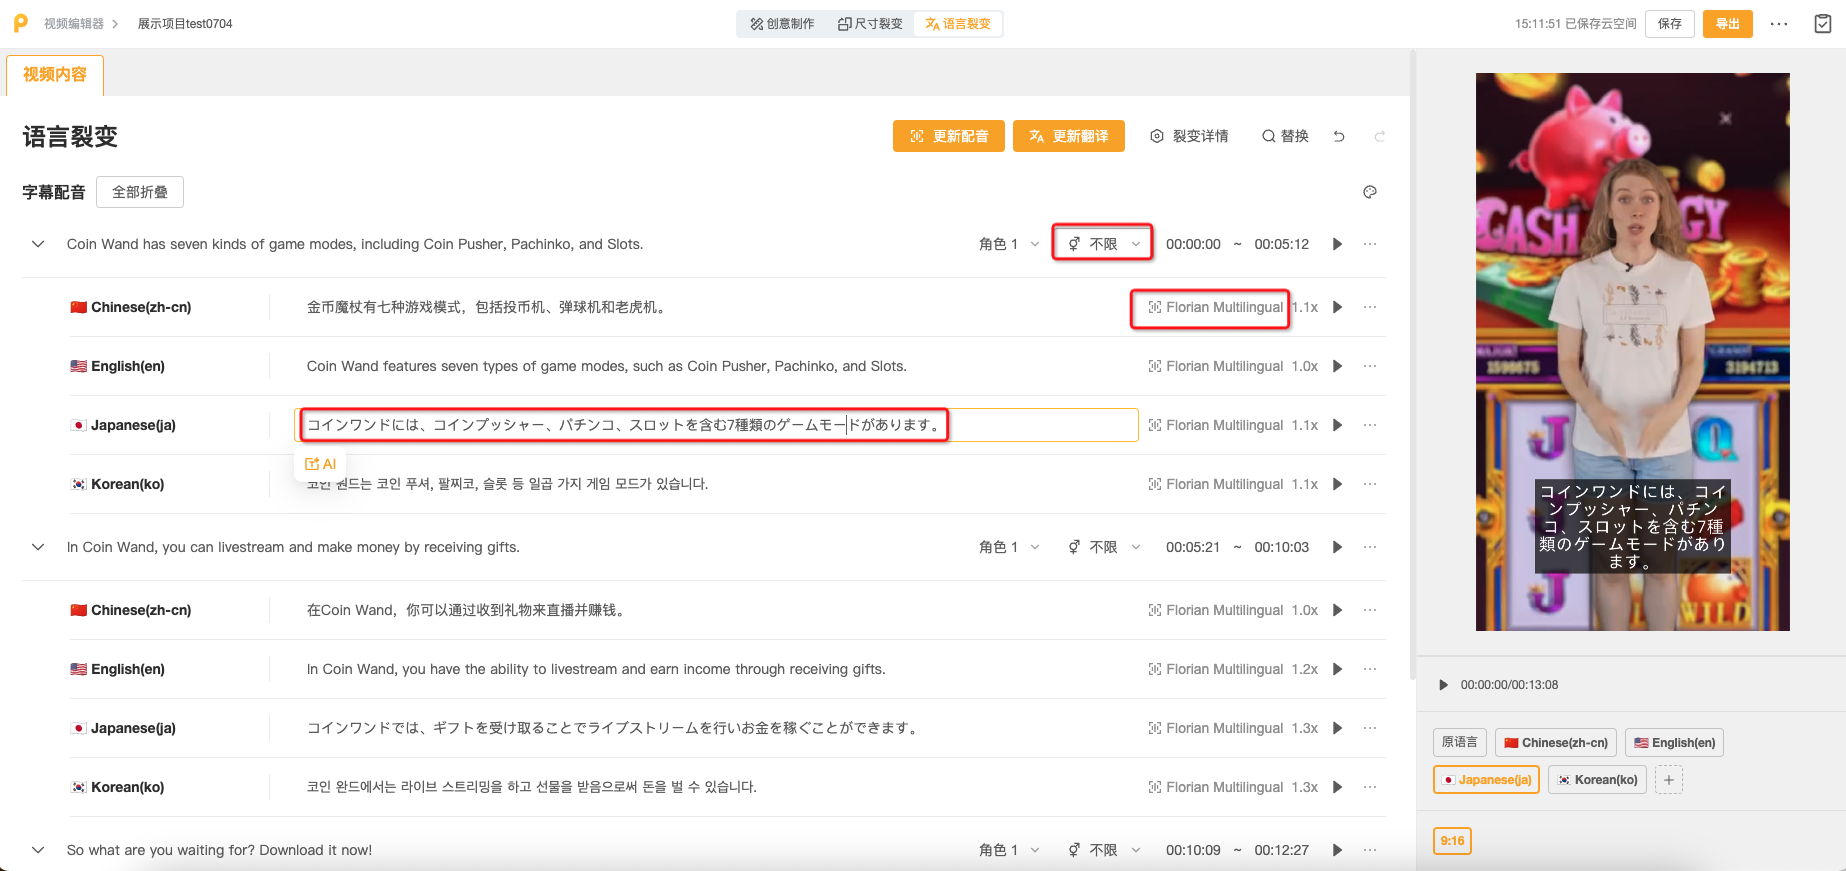 视频编辑器 > 展示项目test0704
创意制作 尺寸裂变 语言裂变
15:11:51 已保存云空间 保存 导出 ···
视频内容
语言裂变
更新配音 更新翻译 裂变详情 替换
字幕配音 全部折叠
Coin Wand has seven kinds of game modes, including Coin Pusher, Pachinko, and Slots. 角色 1 不限 00:00:00 ~ 00:05:12 ···
Chinese(zh-cn) 金币魔杖有七种游戏模式，包括投币机、弹球机和老虎机。 Florian Multilingual 1.1x ···
English(en) Coin Wand features seven types of game modes, such as Coin Pusher, Pachinko, and Slots. Florian Multilingual 1.0x ···
Japanese(ja) コインワンドには、コインプッシャー、パチンコ、スロットを含む7種類のゲームモードがあります。 Florian Multilingual 1.1x ···
AI
Korean(ko) 코인 원드는 코인 푸셔, 팔찌코, 슬롯 등 일곱 가지 게임 모드가 있습니다. Florian Multilingual 1.1x ···
In Coin Wand, you can livestream and make money by receiving gifts. 角色 1 不限 00:05:21 ~ 00:10:03 ···
Chinese(zh-cn) 在Coin Wand，你可以通过收到礼物来直播并赚钱。 Florian Multilingual 1.0x ···
English(en) In Coin Wand, you have the ability to livestream and earn income through receiving gifts. Florian Multilingual 1.2x ···
Japanese(ja) コインワンドでは、ギフトを受け取ることでライブストリームを行いお金を稼ぐことができます。 Florian Multilingual 1.3x ···
Korean(ko) 코인 완드에서는 라이브 스트리밍을 하고 선물을 받음으로써 돈을 벌 수 있습니다. Florian Multilingual 1.3x ···
So what are you waiting for? Download it now! 角色 1 不限 00:10:09 ~ 00:12:27 ···
CASH
3194713
J
Q
コインワンドには、コイ
ンプッシャー、パチン
コ、スロットを含む7種
類のゲームモードがあり
ます。
J
WILD
00:00:00/00:13:08
原语言 Chinese(zh-cn) English(en)
Japanese(ja) Korean(ko) +
9:16